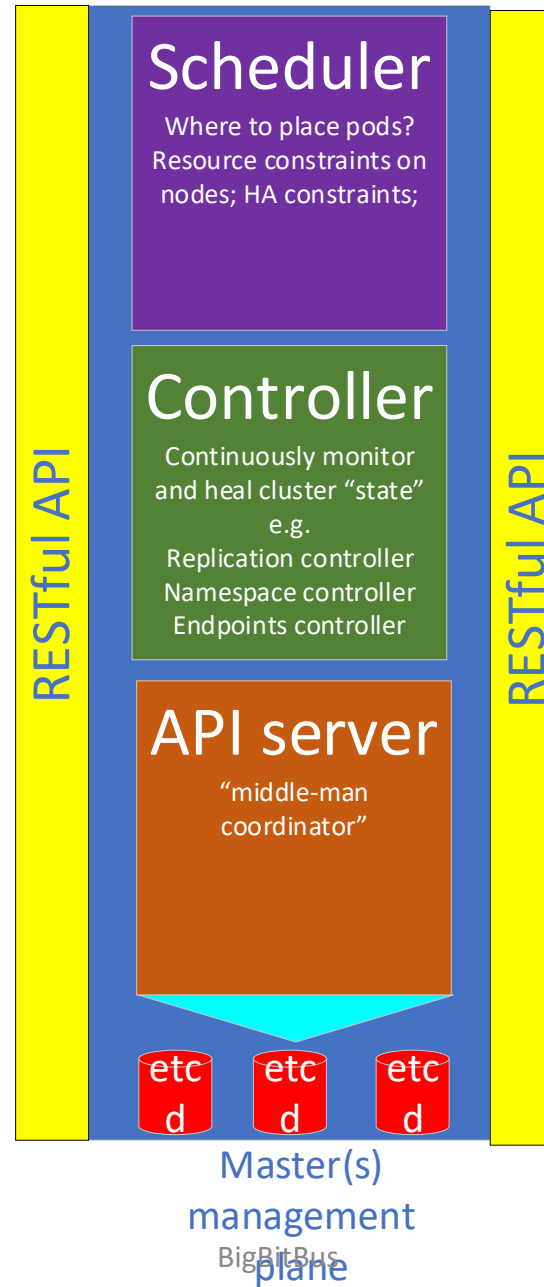 Scheduler
Where to place pods?
Resource constraints on
nodes; HA constraints;
RESTful API
Controller
Continuously monitor
and heal cluster “state”
e.g.
Replication controller
Namespace controller
Endpoints controller
RESTful API
API server
“middle-man
coordinator”
etc
d
etc
d
etc
d
Master(s)
management
plane
BigBitBus